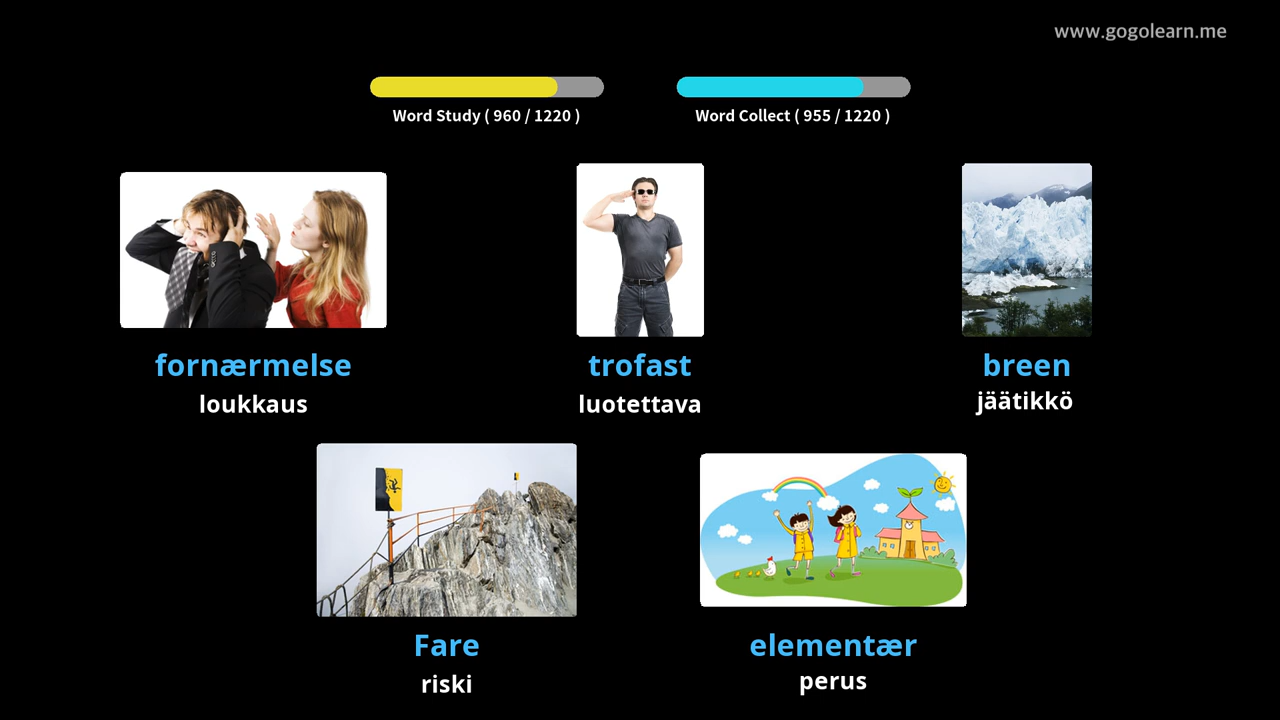 www.gogolearn.me
Word Study ( 960 / 1220 )
Word Collect ( 955 / 1220 )
fornærmelse
loukkaus
trofast
luotettava
breen
jäätikkö
Fare
riski
elementær
perus